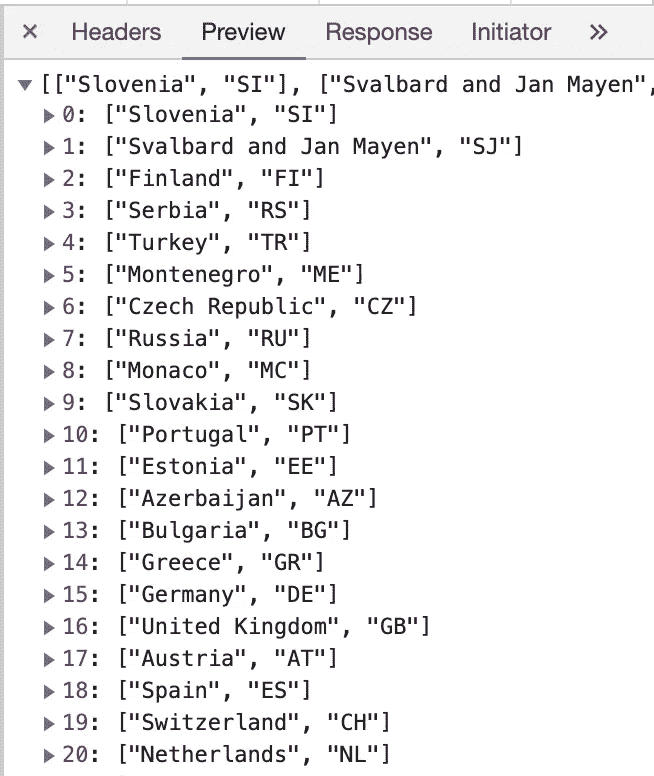 × Headers Preview Response Initiator »
▼ [["Slovenia", "SI"], ["Svalbard and Jan Mayen",
▶ 0: ["Slovenia", "SI"]
▶ 1: ["Svalbard and Jan Mayen", "SJ"]
▶ 2: ["Finland", "FI"]
▶ 3: ["Serbia", "RS"]
▶ 4: ["Turkey", "TR"]
▶ 5: ["Montenegro", "ME"]
▶ 6: ["Czech Republic", "CZ"]
▶ 7: ["Russia", "RU"]
▶ 8: ["Monaco", "MC"]
▶ 9: ["Slovakia", "SK"]
▶ 10: ["Portugal", "PT"]
▶ 11: ["Estonia", "EE"]
▶ 12: ["Azerbaijan", "AZ"]
▶ 13: ["Bulgaria", "BG"]
▶ 14: ["Greece", "GR"]
▶ 15: ["Germany", "DE"]
▶ 16: ["United Kingdom", "GB"]
▶ 17: ["Austria", "AT"]
▶ 18: ["Spain", "ES"]
▶ 19: ["Switzerland", "CH"]
▶ 20: ["Netherlands", "NL"]